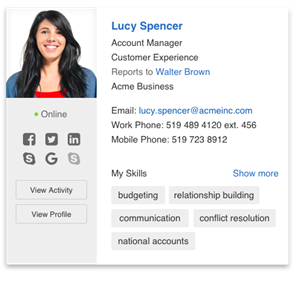 Lucy Spencer
Account Manager
Customer Experience
Reports to Walter Brown
Acme Business
Online
Email: lucy.spencer@acmeinc.com
Work Phone: 519 489 4120 ext. 456
Mobile Phone: 519 723 8912
View Activity
View Profile
My Skills Show more
budgeting relationship building
communication conflict resolution
national accounts